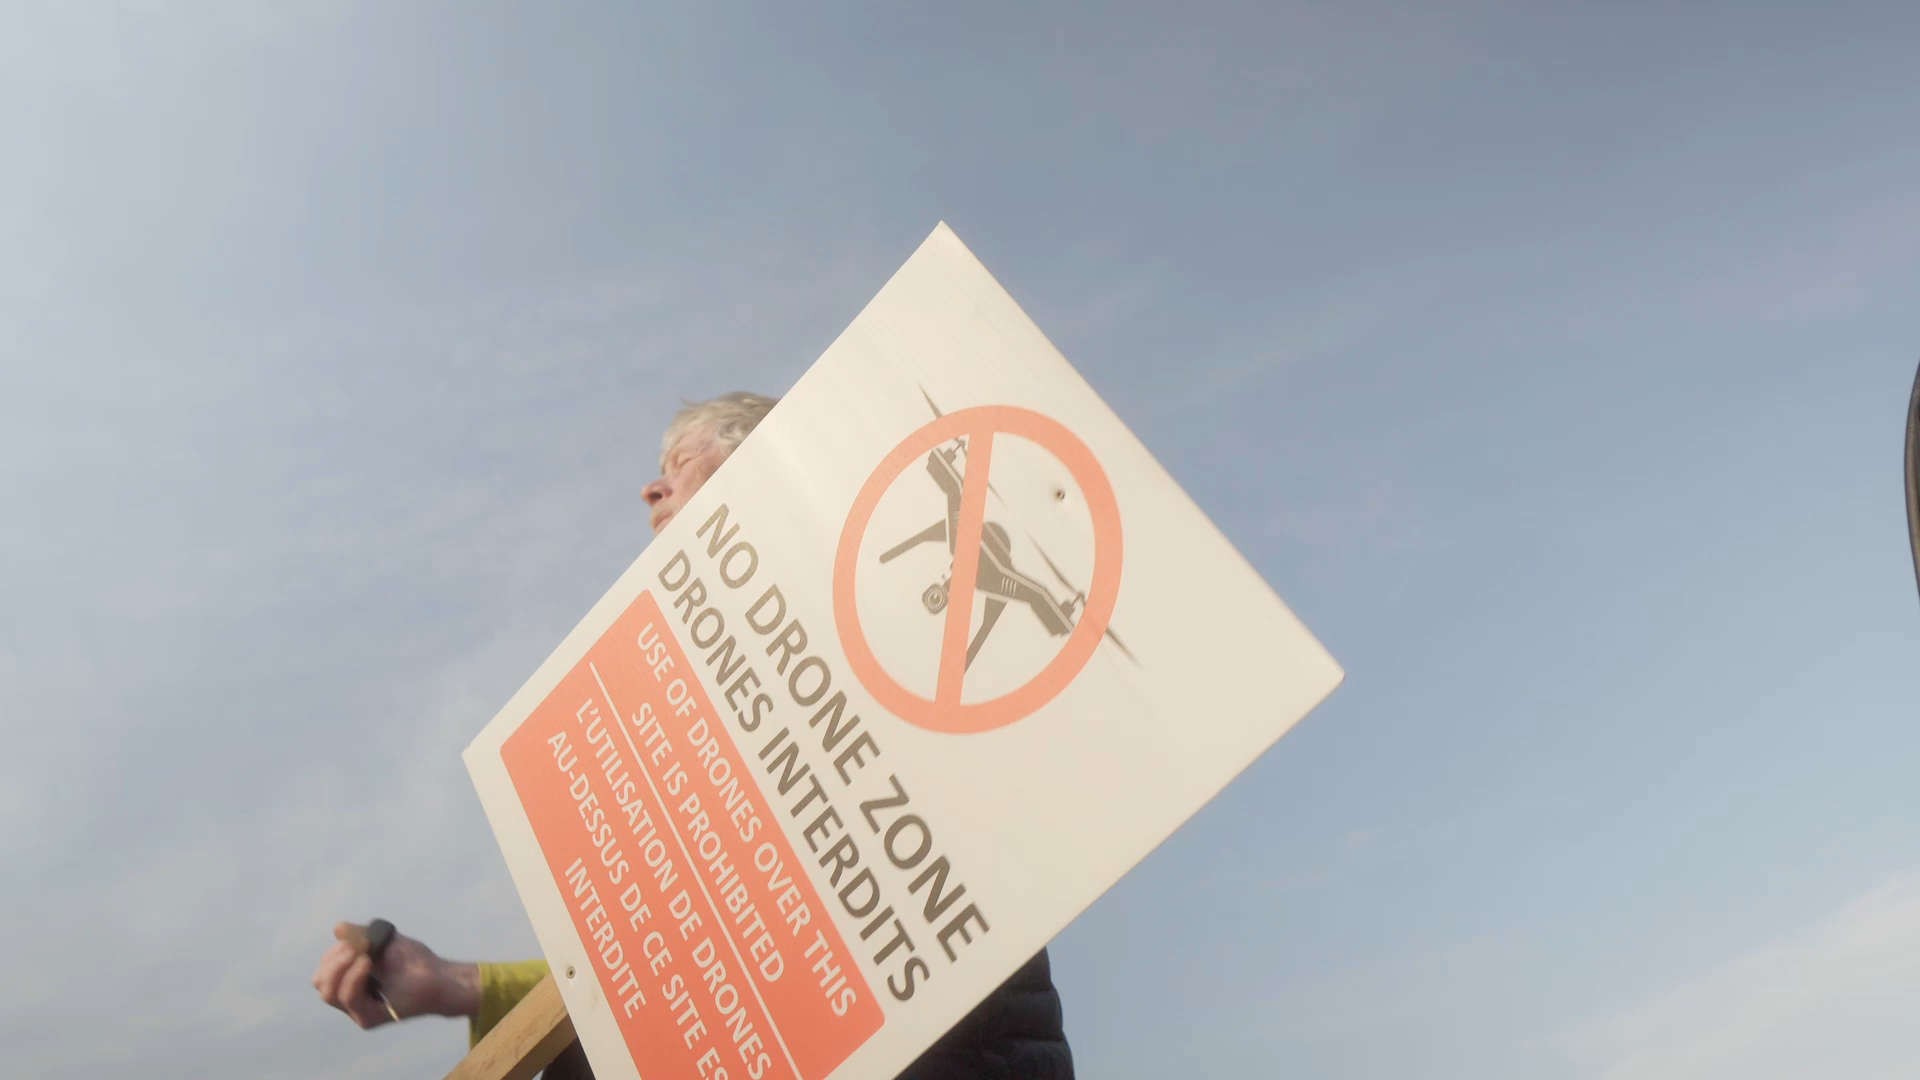 NO DRONE ZONE
DRONES INTERDITS
USE OF DRONES OVER THIS
SITE IS PROHIBITED
L'UTILISATION DE DRONES
AU-DESSUS DE CE SITE ES
INTERDITE